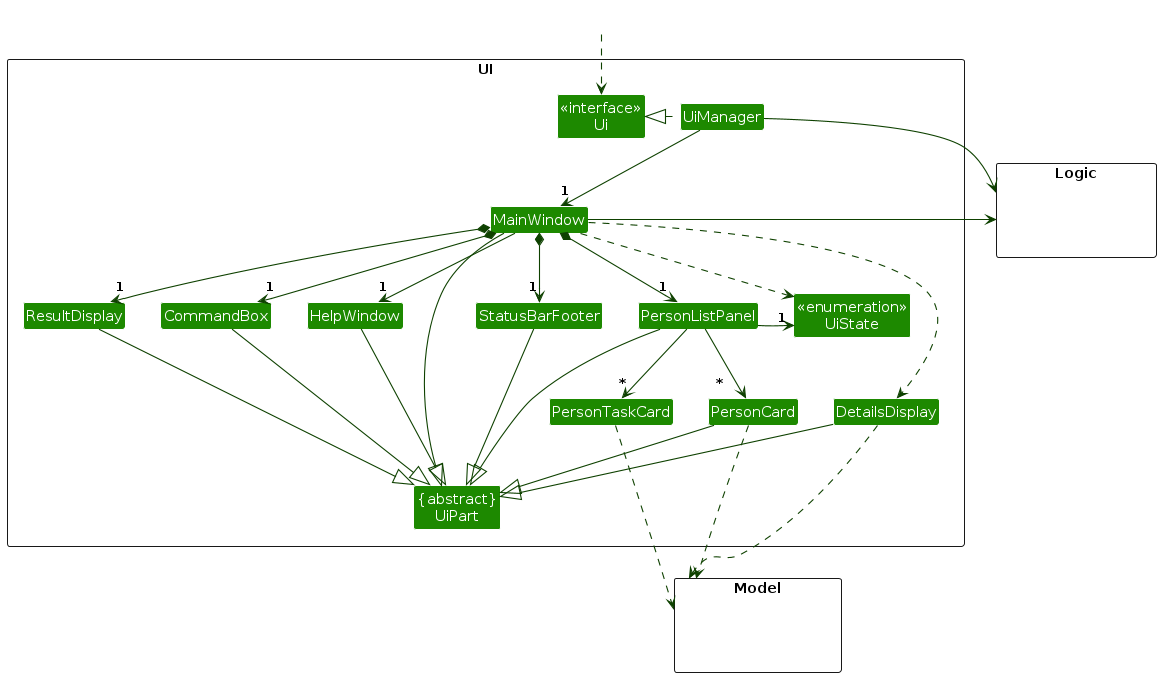 UI
«interface»
Ui
UiManager
Logic
1
MainWindow
1
1
1
1
1
ResultDisplay
CommandBox
HelpWindow
StatusBarFooter
PersonListPanel
1
«enumeration»
UiState
*
*
PersonTaskCard
PersonCard
DetailsDisplay
{abstract}
UiPart
Model